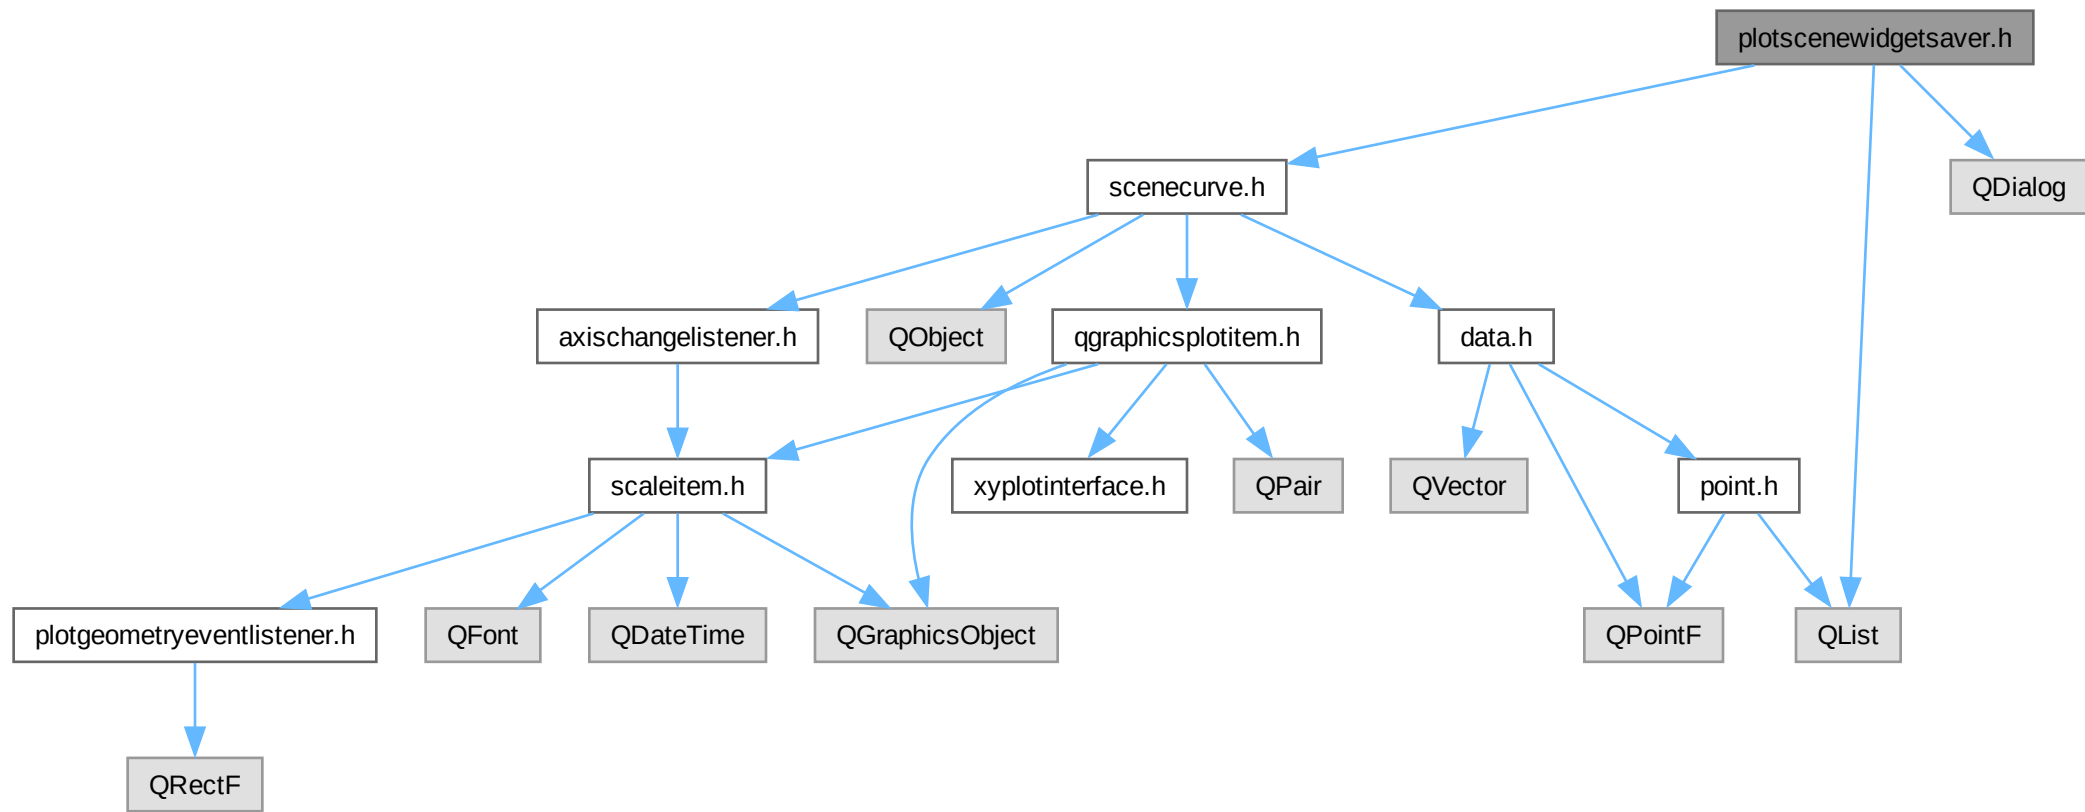 plotscenewidgetsaver.h
scenecurve.h
QDialog
axischangelistener.h
QObject
qgraphicsplotitem.h
data.h
scaleitem.h
xyplotinterface.h
QPair
QVector
point.h
plotgeometryeventlistener.h
QFont
QDateTime
QGraphicsObject
QPointF
QList
QRectF